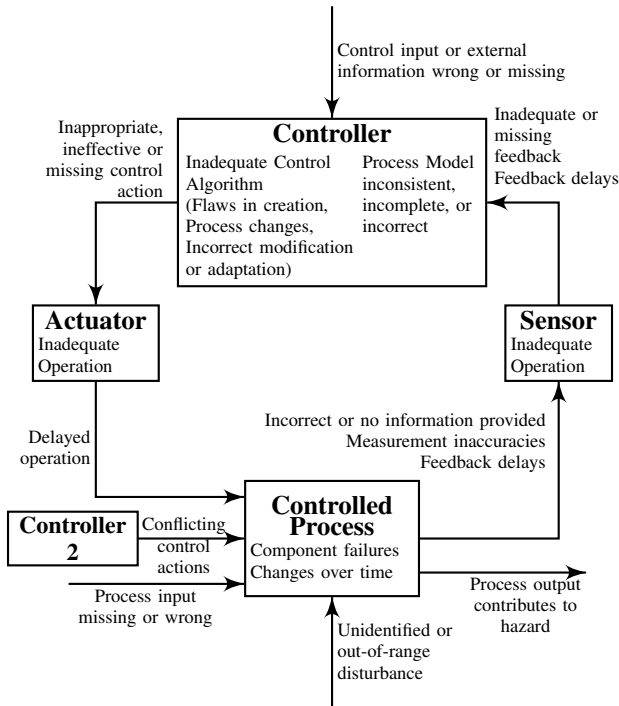 Control input or external
information wrong or missing
Inappropriate,
ineffective or
missing control
action
Controller
Inadequate Control
Algorithm
(Flaws in creation,
Process changes,
Incorrect modification
or adaptation)
Process Model
inconsistent,
incomplete, or
incorrect
Inadequate or
missing
feedback
Feedback delays
Actuator
Inadequate
Operation
Sensor
Inadequate
Operation
Delayed
operation
Incorrect or no information provided
Measurement inaccuracies
Feedback delays
Controller
2
Conflicting
control
actions
Controlled
Process
Component failures
Changes over time
Process input
missing or wrong
Process output
contributes to
hazard
Unidentified or
out-of-range
disturbance